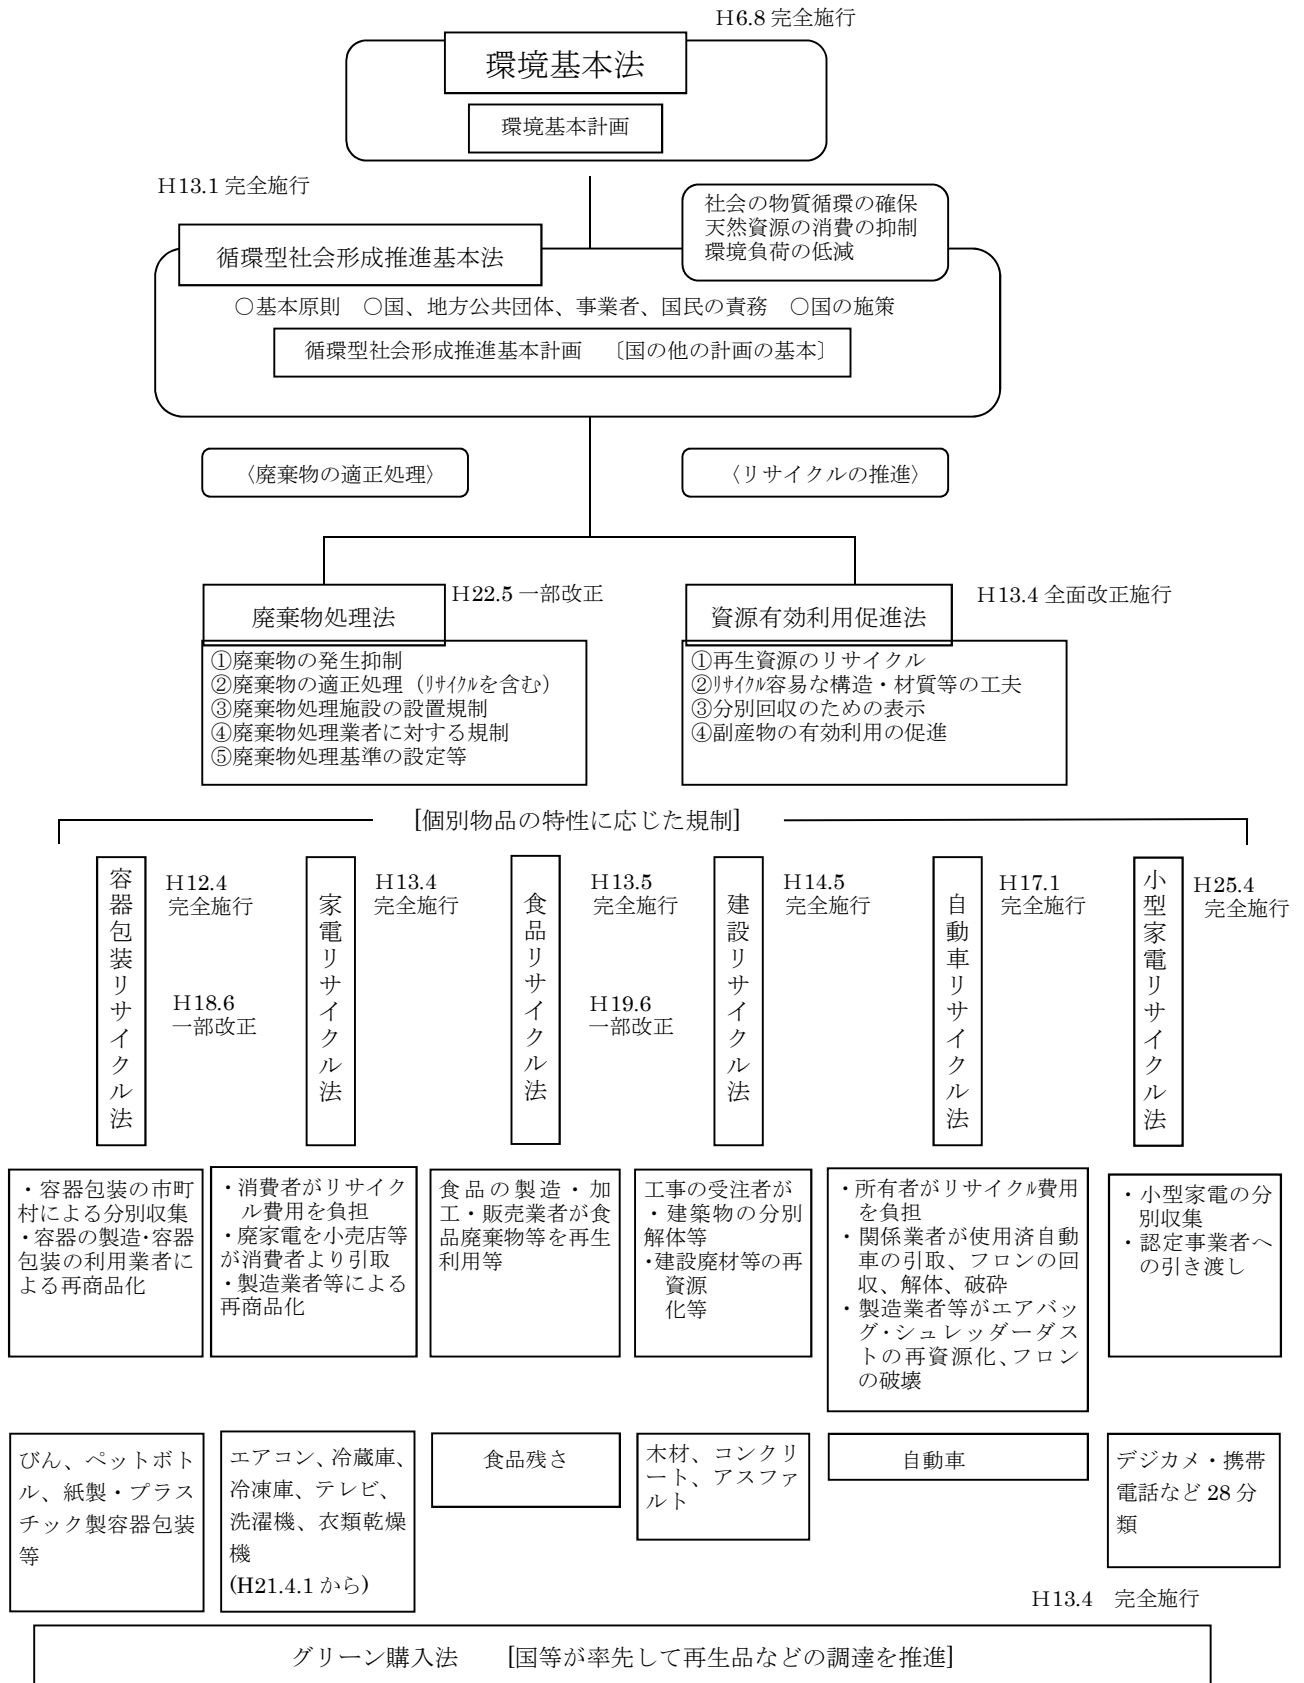 H6.8 完全施行
環境基本法
環境基本計画
H13.1 完全施行
社会の物質循環の確保
天然資源の消費の抑制
環境負荷の低減
循環型社会形成推進基本法
○基本原則　○国、地方公共団体、事業者、国民の責務　○国の施策
循環型社会形成推進基本計画　〔国の他の計画の基本〕
〈廃棄物の適正処理〉
〈リサイクルの推進〉
廃棄物処理法
H22.5 一部改正
資源有効利用促進法
H13.4 全面改正施行
①廃棄物の発生抑制
②廃棄物の適正処理（ﾘｻｲｸﾙを含む）
③廃棄物処理施設の設置規制
④廃棄物処理業者に対する規制
⑤廃棄物処理基準の設定等
①再生資源のリサイクル
②ﾘｻｲｸﾙ容易な構造・材質等の工夫
③分別回収のための表示
④副産物の有効利用の促進
[個別物品の特性に応じた規制]
容器包装リサイクル法
H12.4
完全施行
H18.6
一部改正
家電リサイクル法
H13.4
完全施行
食品リサイクル法
H13.5
完全施行
H19.6
一部改正
建設リサイクル法
H14.5
完全施行
自動車リサイクル法
H17.1
完全施行
小型家電リサイクル法
H25.4
完全施行
・容器包装の市町
村による分別収集
・容器の製造・容器
包装の利用業者に
よる再商品化
・消費者がリサイク
ル費用を負担
・廃家電を小売店等
が消費者より引取
・製造業者等による
再商品化
食品の製造・加
工・販売業者が食
品廃棄物等を再生
利用等
工事の受注者が
・建築物の分別
解体等
・建設廃材等の再
資源
化等
・所有者がリサイクﾙ費用
を負担
・関係業者が使用済自動
車の引取、フロンの回
収、解体、破砕
・製造業者等がエアバッ
グ・シュレッダーダス
トの再資源化、フロン
の破壊
・小型家電の分
別収集
・認定事業者へ
の引き渡し
びん、ペットボト
ル、紙製・プラス
チック製容器包装
等
エアコン、冷蔵庫、
冷凍庫、テレビ、
洗濯機、衣類乾燥
機
(H21.4.1 から)
食品残さ
木材、コンクリ
ート、アスファ
ルト
自動車
デジカメ・携帯
電話など 28 分
類
H13.4　完全施行
グリーン購入法　　[国等が率先して再生品などの調達を推進]